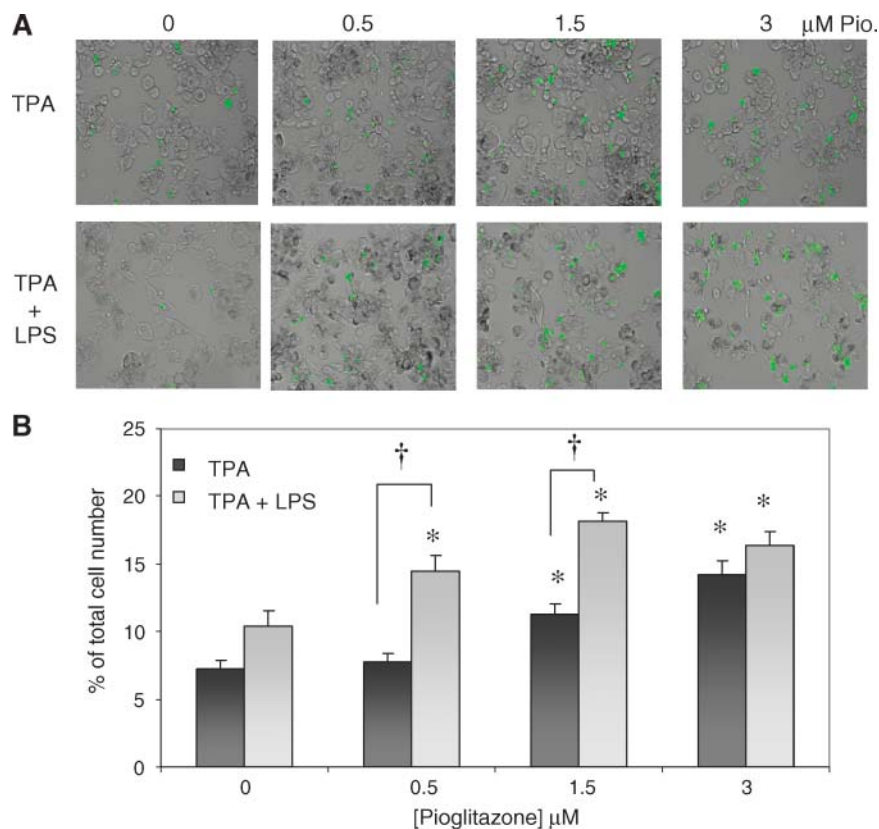 A
0 0.5 1.5 3 μM Pio.
TPA
TPA
+
LPS
B
25
20
15
10
5
0
% of total cell number
TPA
TPA + LPS
†
†
*
*
*
*
*
0 0.5 1.5 3
[Pioglitazone] μM